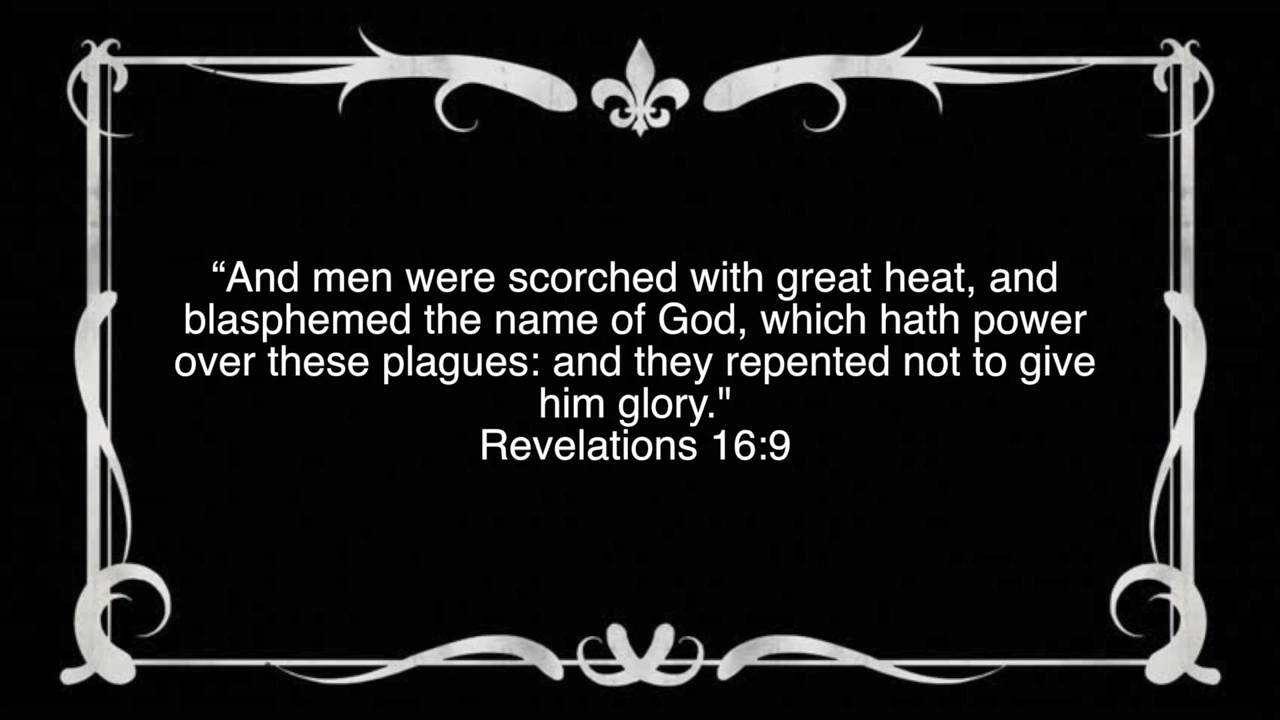 “And men were scorched with great heat, and
blasphemed the name of God, which hath power
over these plagues: and they repented not to give
him glory."
Revelations 16:9